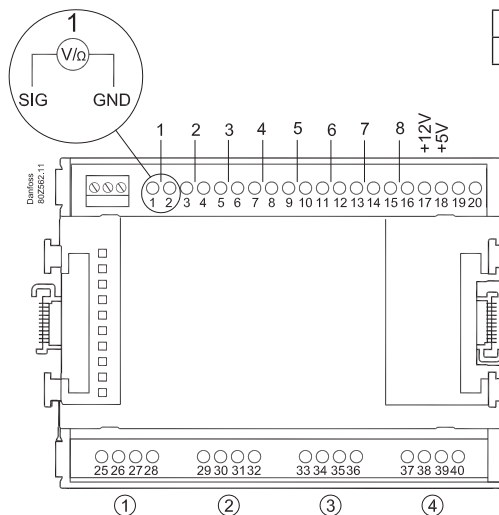 1
V/Ω
SIG GND
1 2 3 4 5 6 7 8 +12V +5V
Danfoss
80Z562.11
1 2 3 4 5 6 7 8 9 10 11 12 13 14 15 16 17 18 19 20
25 26 27 28 29 30 31 32 33 34 35 36 37 38 39 40
1 2 3 4